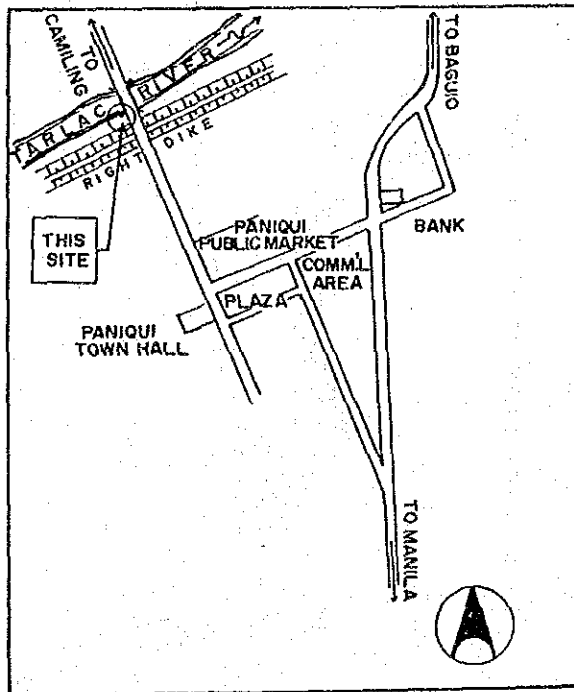 TO
CAMILING
TO BAGUIO
TARLAC RIVER
RIGHT DIKE
THIS
SITE
PANIQUI
PUBLIC MARKET
BANK
COMM'L
AREA
PLAZA
PANIQUI
TOWN HALL
TO MANILA